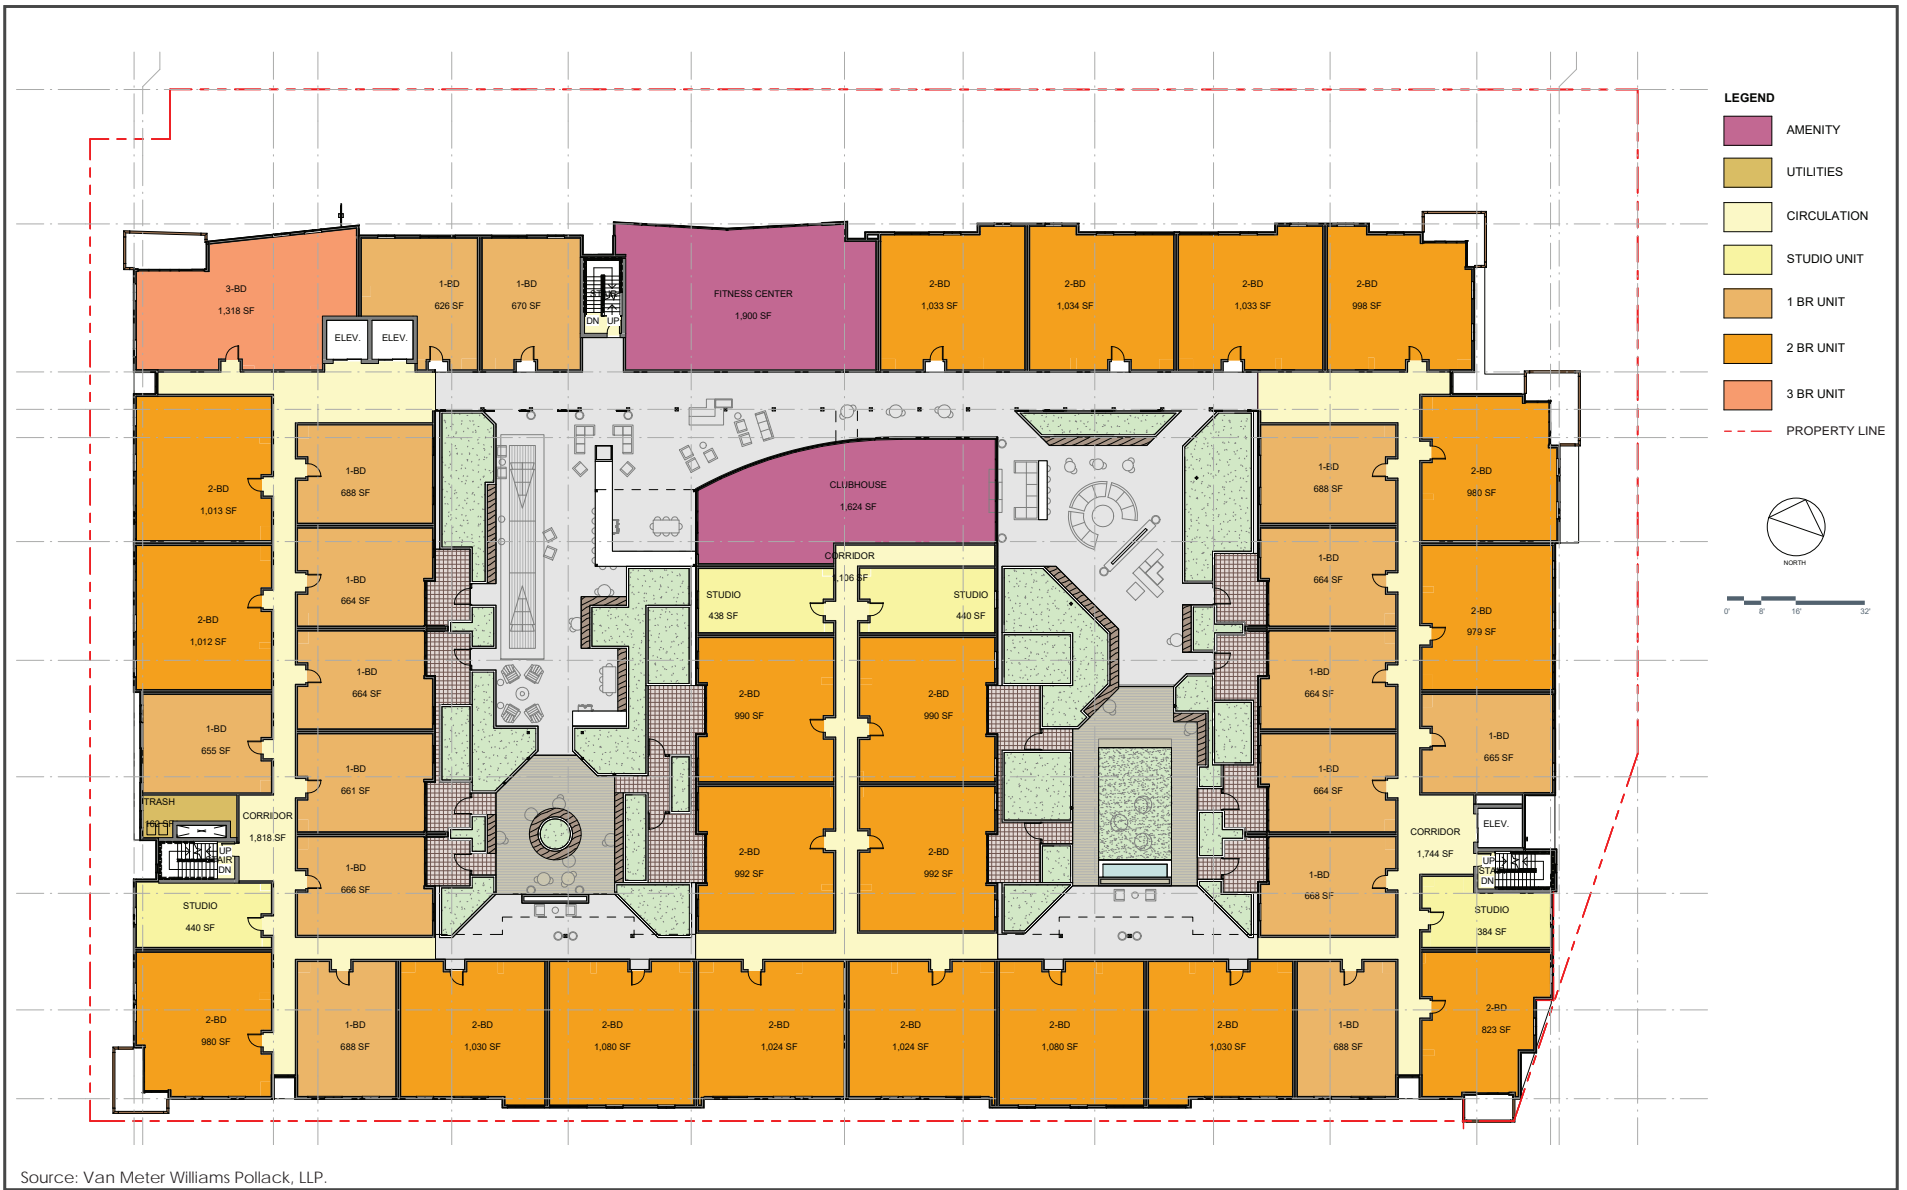 LEGEND
AMENITY
UTILITIES
CIRCULATION
STUDIO UNIT
1 BR UNIT
2 BR UNIT
3 BR UNIT
PROPERTY LINE
NORTH
0'
8'
16'
32'
3-BD
1,318 SF
ELEV.
ELEV.
1-BD
626 SF
1-BD
670 SF
DN UP
FITNESS CENTER
1,900 SF
2-BD
1,033 SF
2-BD
1,034 SF
2-BD
1,033 SF
2-BD
998 SF
2-BD
1,013 SF
2-BD
1,012 SF
1-BD
655 SF
TRASH
162 SF
CORRIDOR
1,818 SF
UP
STAIR
DN
STUDIO
440 SF
2-BD
980 SF
1-BD
688 SF
1-BD
664 SF
1-BD
664 SF
1-BD
661 SF
1-BD
666 SF
CLUBHOUSE
1,624 SF
CORRIDOR
1,106 SF
STUDIO
438 SF
STUDIO
440 SF
2-BD
990 SF
2-BD
990 SF
2-BD
992 SF
2-BD
992 SF
1-BD
688 SF
1-BD
664 SF
1-BD
664 SF
1-BD
664 SF
1-BD
668 SF
2-BD
980 SF
2-BD
979 SF
1-BD
665 SF
ELEV.
CORRIDOR
1,744 SF
UP
STA
DN
STUDIO
384 SF
2-BD
823 SF
1-BD
688 SF
2-BD
1,030 SF
2-BD
1,080 SF
2-BD
1,024 SF
2-BD
1,024 SF
2-BD
1,080 SF
2-BD
1,030 SF
1-BD
688 SF
Source: Van Meter Williams Pollack, LLP.